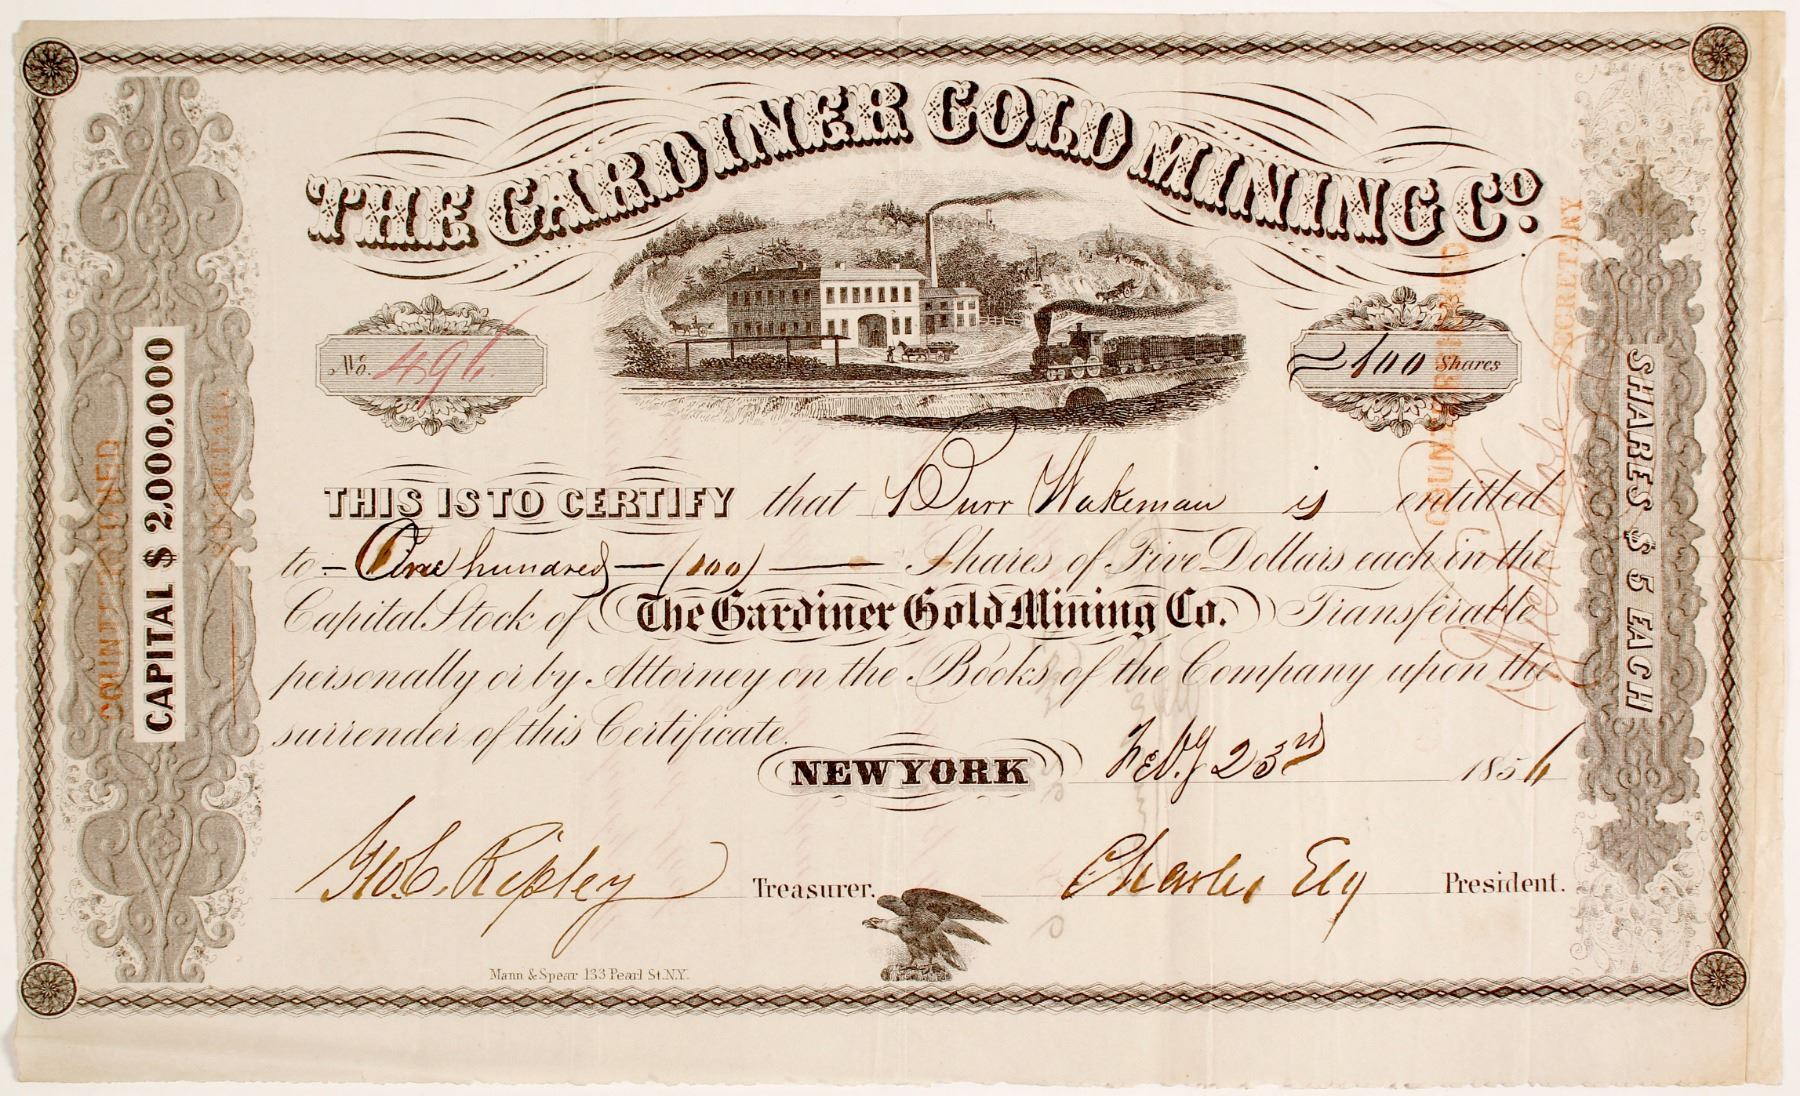 THE GARDINER GOLD MINING Co.
No. 496
100 Shares
CAPITAL $ 2,000,000
COUNTERSIGNED
SECRETARY
SHARES $ 5 EACH
COUNTERSIGNED
SECRETARY
THIS IS TO CERTIFY that Burr Wakeman is entitled
to - One hundred — (100) — Shares of Five Dollars each in the
Capital Stock of The Gardiner Gold Mining Co. Transferable
personally or by Attorney on the Books of the Company upon the
surrender of this Certificate.
NEW YORK Feby 23rd 1856
Geo C. Ripley Treasurer.
Charles Ely President.
Mann & Spear 133 Pearl St. N.Y.